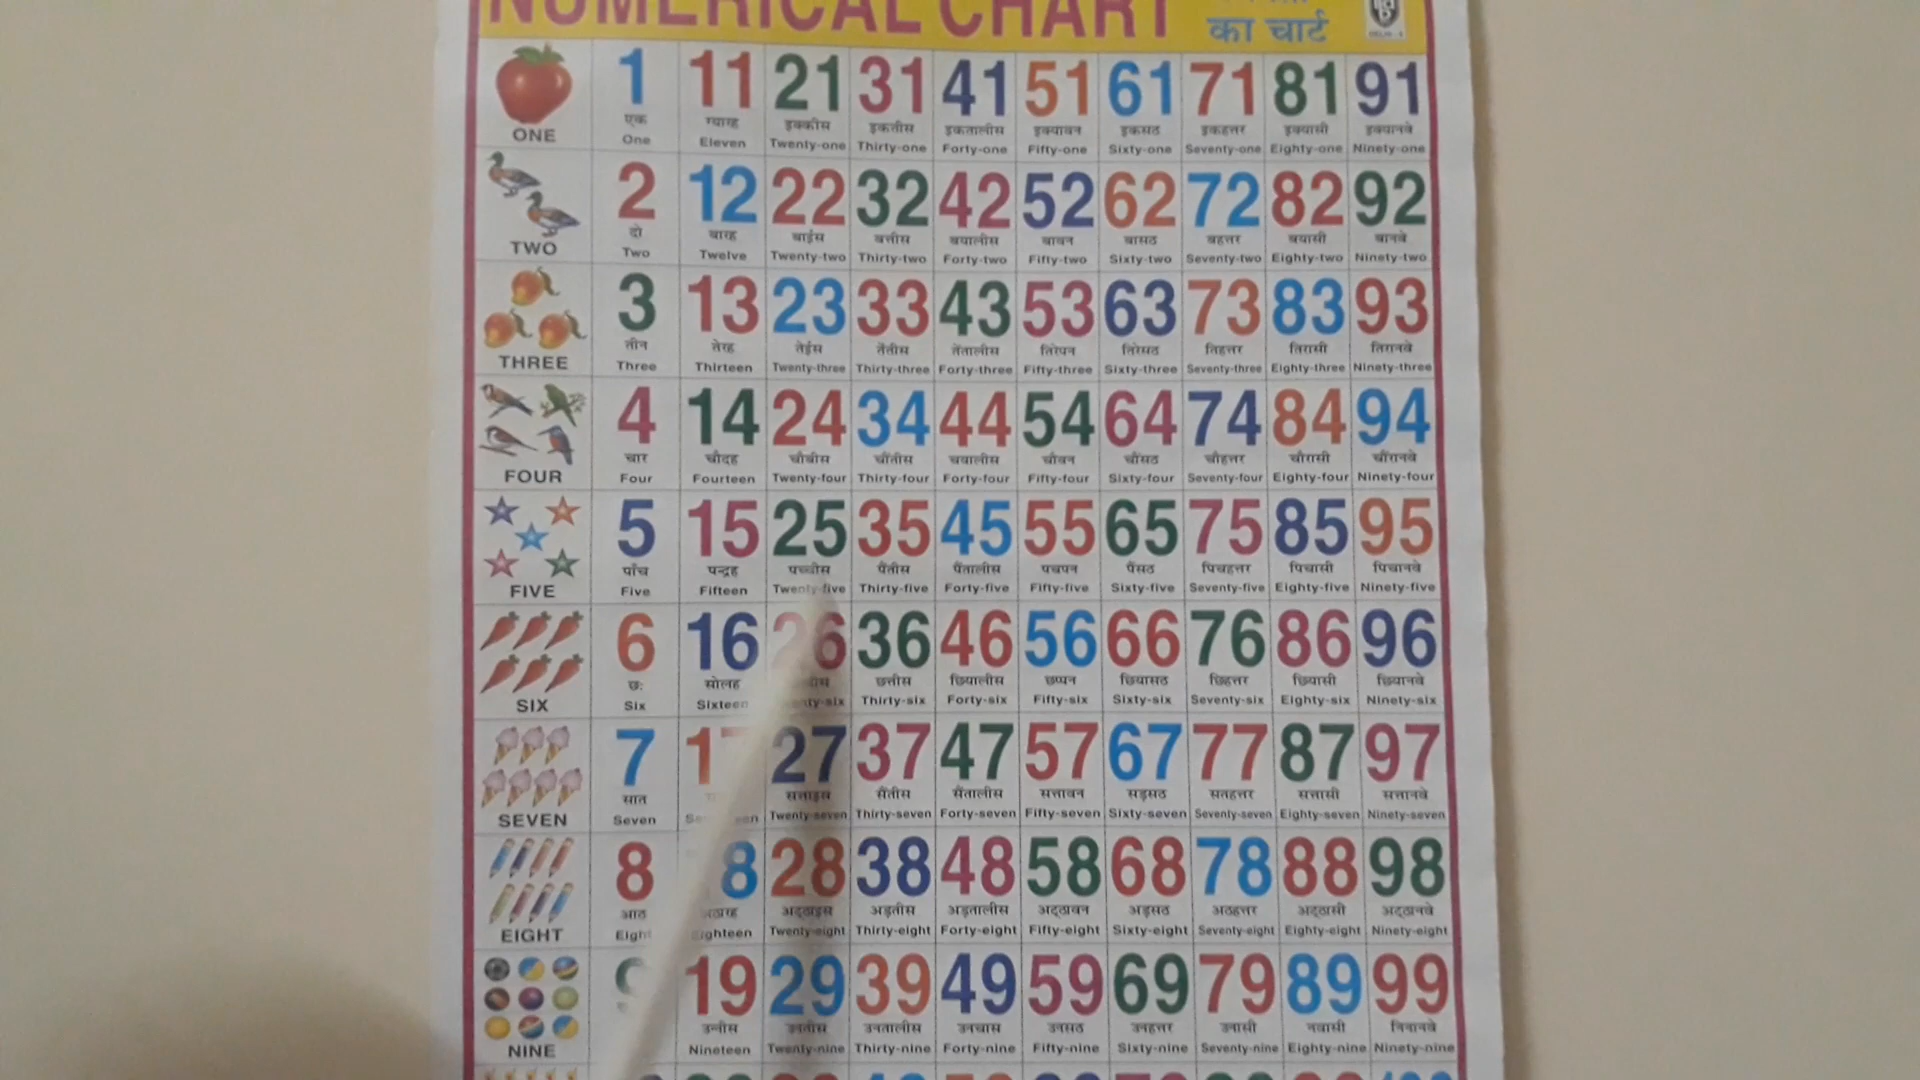 NUMERICAL CHART
का चार्ट
ONE 1 11 21 31 41 51 61 71 81 91
एक ग्यारह इक्कीस इकतीस इकतालीस इक्यावन इकसठ इकहत्तर इक्यासी इक्यानवे
One Eleven Twenty-one Thirty-one Forty-one Fifty-one Sixty-one Seventy-one Eighty-one Ninety-one
TWO 2 12 22 32 42 52 62 72 82 92
दो बारह बाईस बत्तीस बयालीस बावन बासठ बहत्तर बयासी बानवे
Two Twelve Twenty-two Thirty-two Forty-two Fifty-two Sixty-two Seventy-two Eighty-two Ninety-two
THREE 3 13 23 33 43 53 63 73 83 93
तीन तेरह तेईस तेंतीस तेंतालीस तिरेपन तिरेसठ तिहत्तर तिरासी तिरानवे
Three Thirteen Twenty-three Thirty-three Forty-three Fifty-three Sixty-three Seventy-three Eighty-three Ninety-three
FOUR 4 14 24 34 44 54 64 74 84 94
चार चौदह चौबीस चौंतीस चवालीस चौवन चौंसठ चौहत्तर चौरासी चौंरानवे
Four Fourteen Twenty-four Thirty-four Forty-four Fifty-four Sixty-four Seventy-four Eighty-four Ninety-four
FIVE 5 15 25 35 45 55 65 75 85 95
पाँच पन्द्रह पच्चीस पैंतीस पैंतालीस पचपन पैंसठ पिचहत्तर पिचासी पिचानवे
Five Fifteen Twenty-five Thirty-five Forty-five Fifty-five Sixty-five Seventy-five Eighty-five Ninety-five
SIX 6 16 26 36 46 56 66 76 86 96
छः सोलह छत्तीस छियालीस छप्पन छियासठ छिहत्तर छियासी छियानवे
Six Sixteen Thirty-six Forty-six Fifty-six Sixty-six Seventy-six Eighty-six Ninety-six
SEVEN 7 17 27 37 47 57 67 77 87 97
सात सत्ताइस सैंतीस सैंतालीस सत्तावन सड़सठ सतहत्तर सत्तासी सत्तानवे
Seven Twenty-seven Thirty-seven Forty-seven Fifty-seven Sixty-seven Seventy-seven Eighty-seven Ninety-seven
EIGHT 8 8 28 38 48 58 68 78 88 98
आठ अट्ठाइस अड़तीस अड़तालीस अट्ठावन अड़सठ अठहत्तर अट्ठासी अट्ठानवे
Eight Eighteen Twenty-eight Thirty-eight Forty-eight Fifty-eight Sixty-eight Seventy-eight Eighty-eight Ninety-eight
NINE 19 29 39 49 59 69 79 89 99
उन्नीस उनतीस उनतालीस उनचास उनसठ उनहत्तर उनासी नवासी निनानवे
Nineteen Twenty-nine Thirty-nine Forty-nine Fifty-nine Sixty-nine Seventy-nine Eighty-nine Ninety-nine